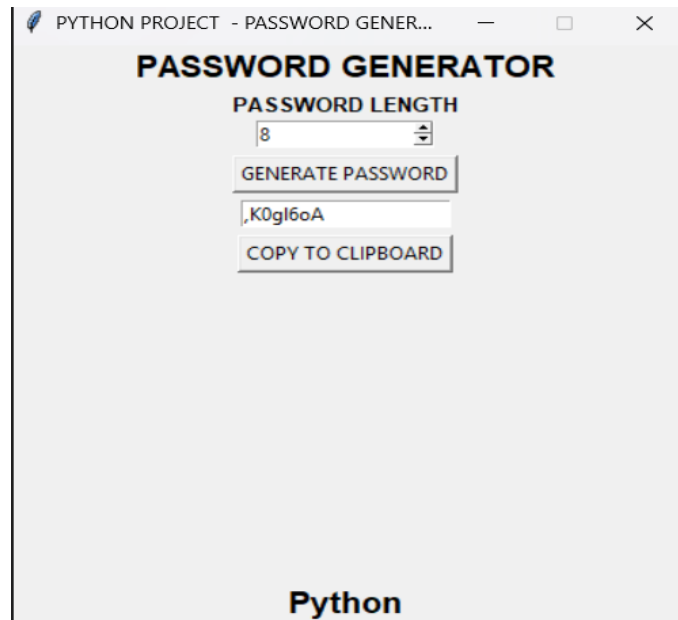 PYTHON PROJECT - PASSWORD GENER...
PASSWORD GENERATOR
PASSWORD LENGTH
8
GENERATE PASSWORD
,K0gl6oA
COPY TO CLIPBOARD
Python